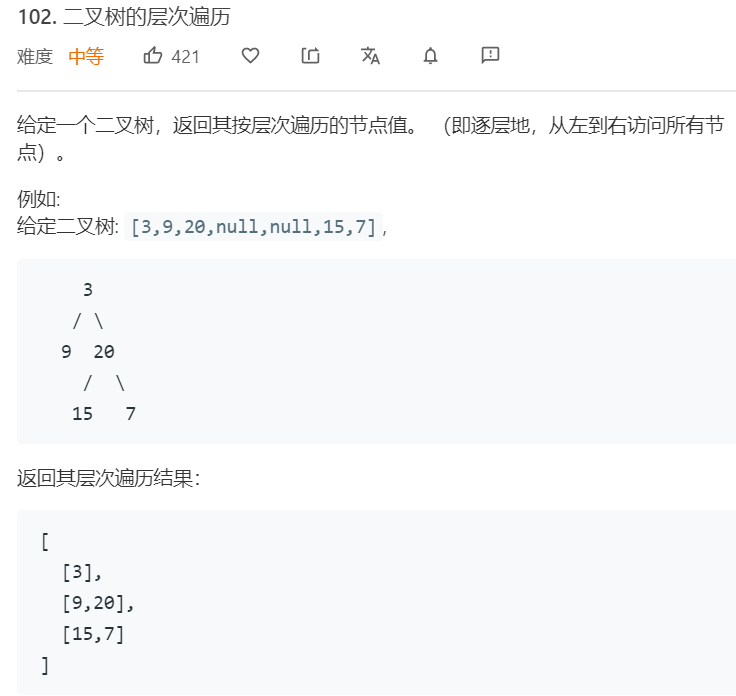 102. 二叉树的层次遍历
难度 中等 421
给定一个二叉树，返回其按层次遍历的节点值。 （即逐层地，从左到右访问所有节
点）。
例如:
给定二叉树: [3,9,20,null,null,15,7],
3
/ \
9 20
/ \
15 7
返回其层次遍历结果：
[
[3],
[9,20],
[15,7]
]